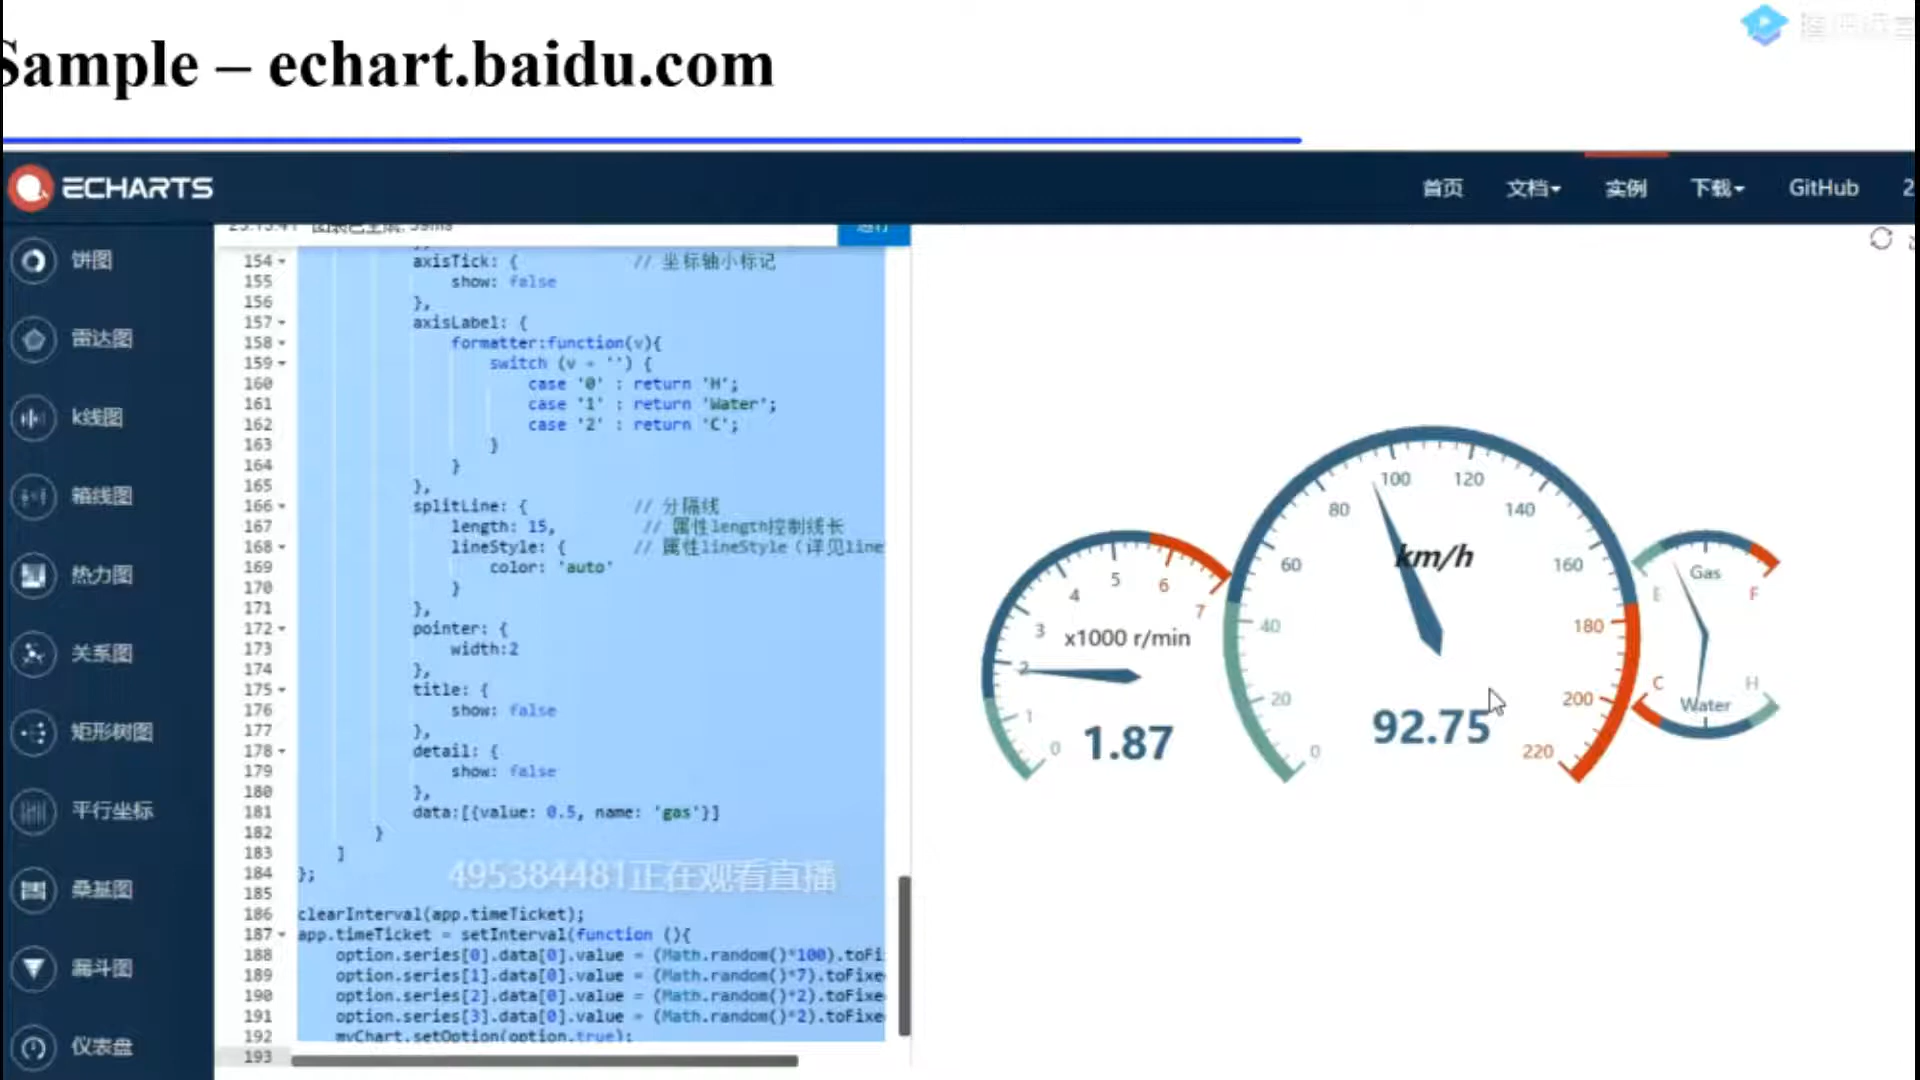 Sample – echart.baidu.com
ECHARTS
首页 文档 实例 下载 GitHub 2
饼图
雷达图
k线图
箱线图
热力图
关系图
矩形树图
平行坐标
桑基图
漏斗图
仪表盘
运行
154 axisTick: { // 坐标轴小标记
155 show: false
156 },
157 axisLabel: {
158 formatter:function(v){
159 switch (v + '') {
160 case '0' : return 'H';
161 case '1' : return 'Water';
162 case '2' : return 'C';
163 }
164 }
165 },
166 splitLine: { // 分隔线
167 length: 15, // 属性length控制线长
168 lineStyle: { // 属性lineStyle（详见line
169 color: 'auto'
170 }
171 },
172 pointer: {
173 width:2
174 },
175 title: {
176 show: false
177 },
178 detail: {
179 show: false
180 },
181 data:[{value: 0.5, name: 'gas'}]
182 }
183 ]
184 };
185
186 clearInterval(app.timeTicket);
187 app.timeTicket = setInterval(function (){
188 option.series[0].data[0].value = (Math.random()*100).toFi
189 option.series[1].data[0].value = (Math.random()*7).toFixe
190 option.series[2].data[0].value = (Math.random()*2).toFixe
191 option.series[3].data[0].value = (Math.random()*2).toFixe
192 myChart.setOption(option,true);
193
495384481正在观看直播
0 1 2 3 4 5 6 7
x1000 r/min
1.87
0 20 40 60 80 100 120 140 160 180 200 220
km/h
92.75
Gas
E F
C H
Water